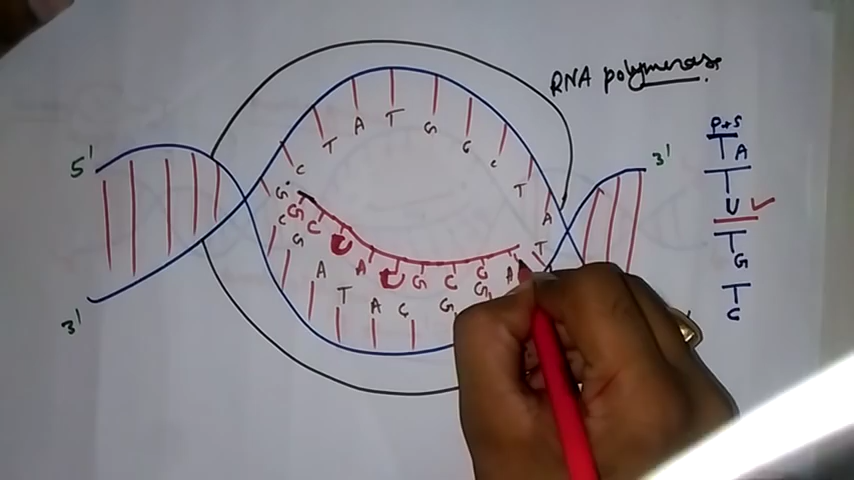 RNA polymerase.
5'
3'
C T A T G G C T A T
G C G A T A C G G A
G C U A U G C G
3'
P+S
T A
T
U ✓
T
G
T
C